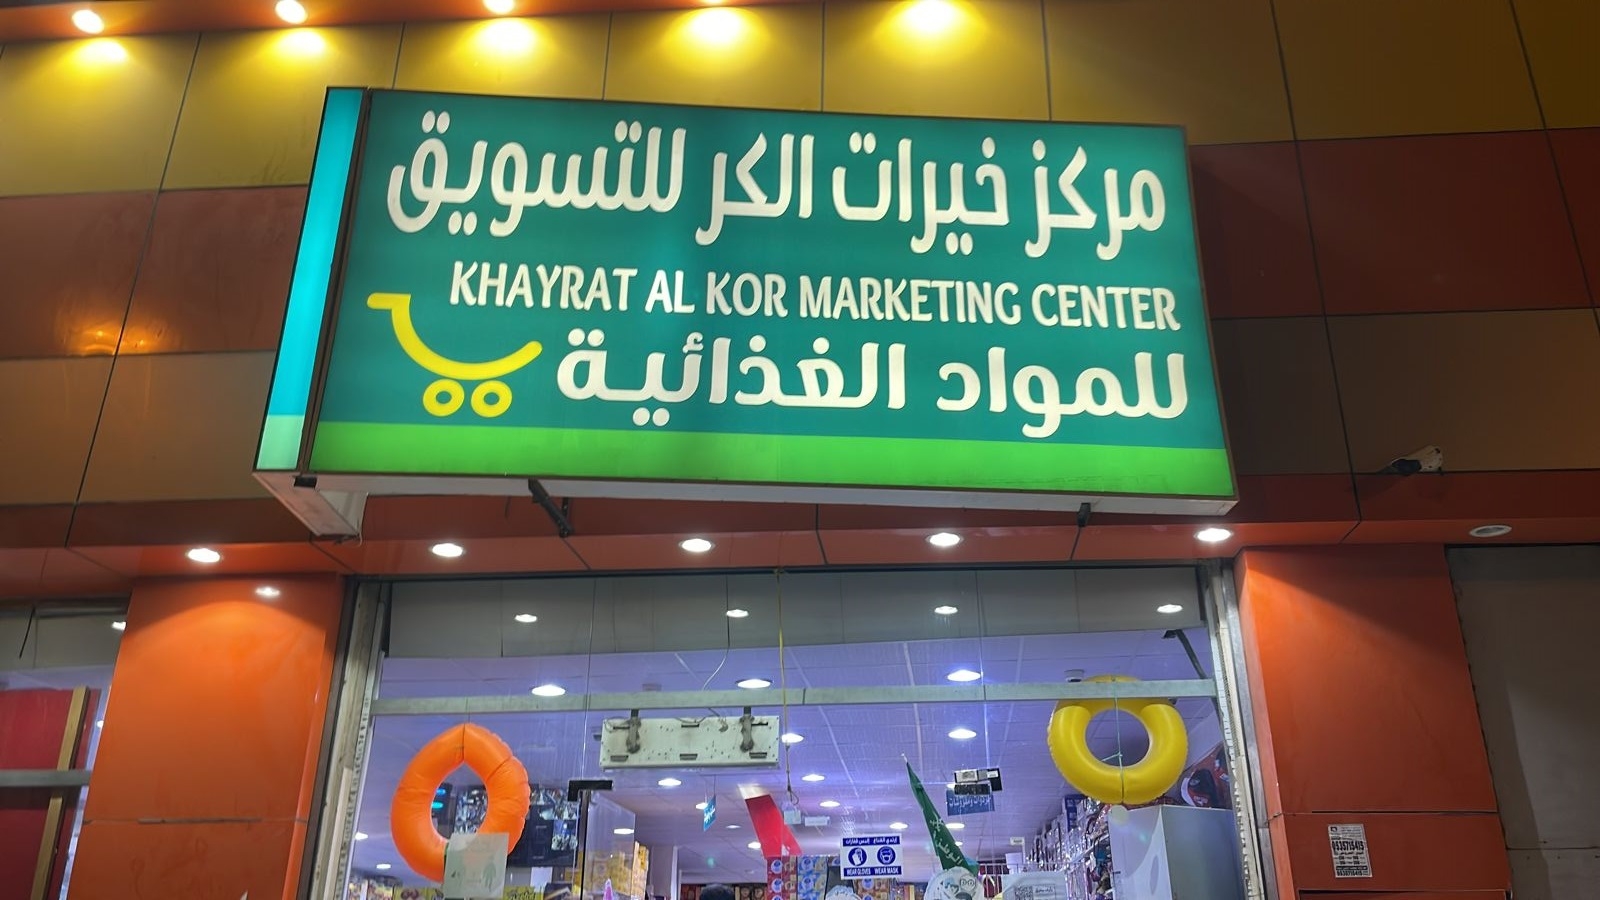 مركز خيرات الكر للتسويق
KHAYRAT AL KOR MARKETING CENTER
للمواد الغذائية
WEAR GLOVES WEAR MASK